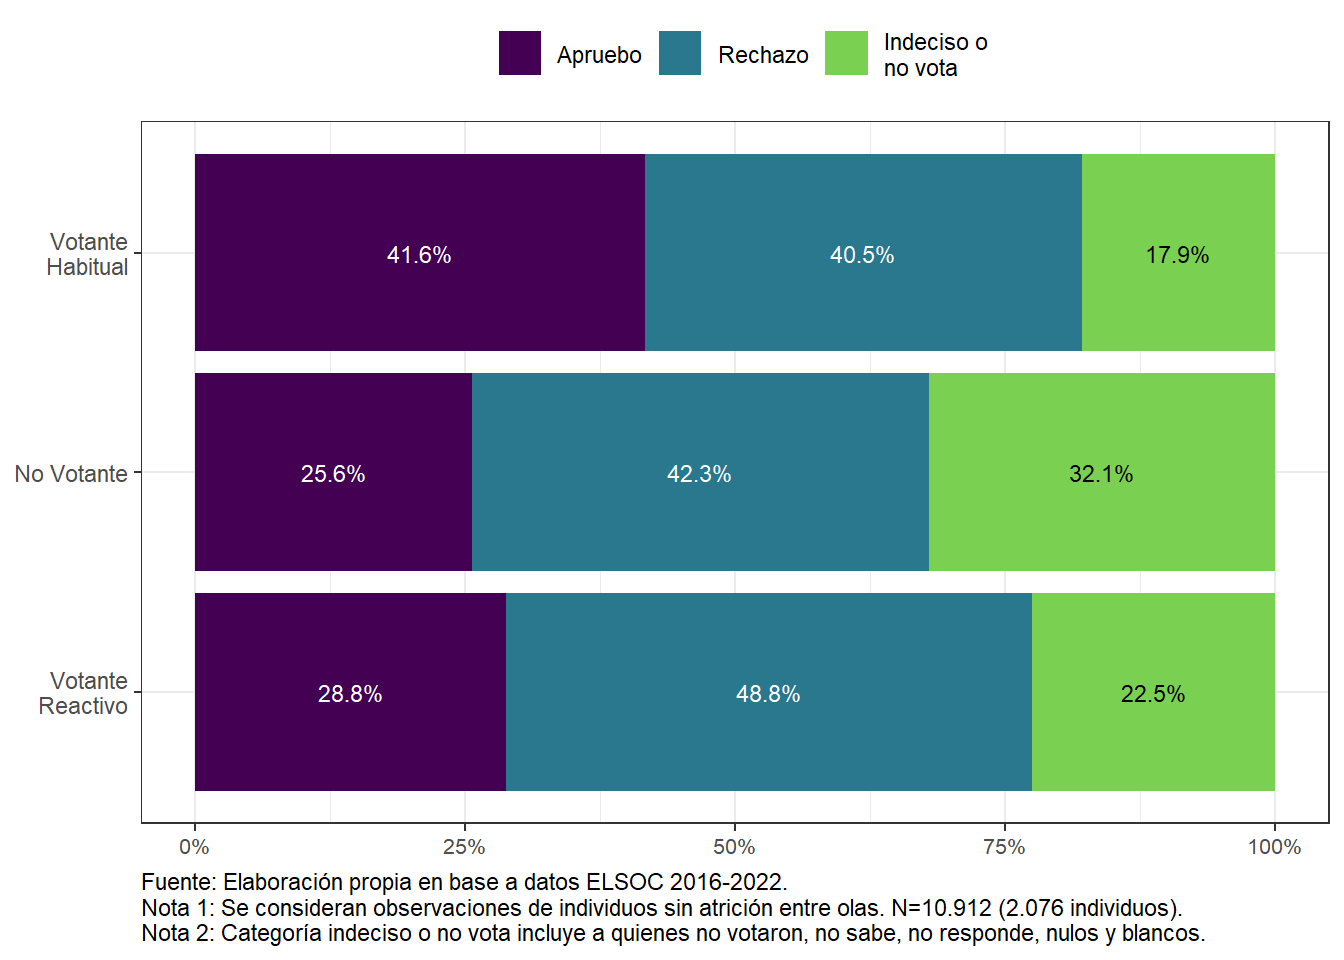 Apruebo
Rechazo
Indeciso o
no vota
Votante
Habitual
41.6%
40.5%
17.9%
No Votante
25.6%
42.3%
32.1%
Votante
Reactivo
28.8%
48.8%
22.5%
0%
25%
50%
75%
100%
Fuente: Elaboración propia en base a datos ELSOC 2016-2022.
Nota 1: Se consideran observaciones de individuos sin atrición entre olas. N=10.912 (2.076 individuos).
Nota 2: Categoría indeciso o no vota incluye a quienes no votaron, no sabe, no responde, nulos y blancos.